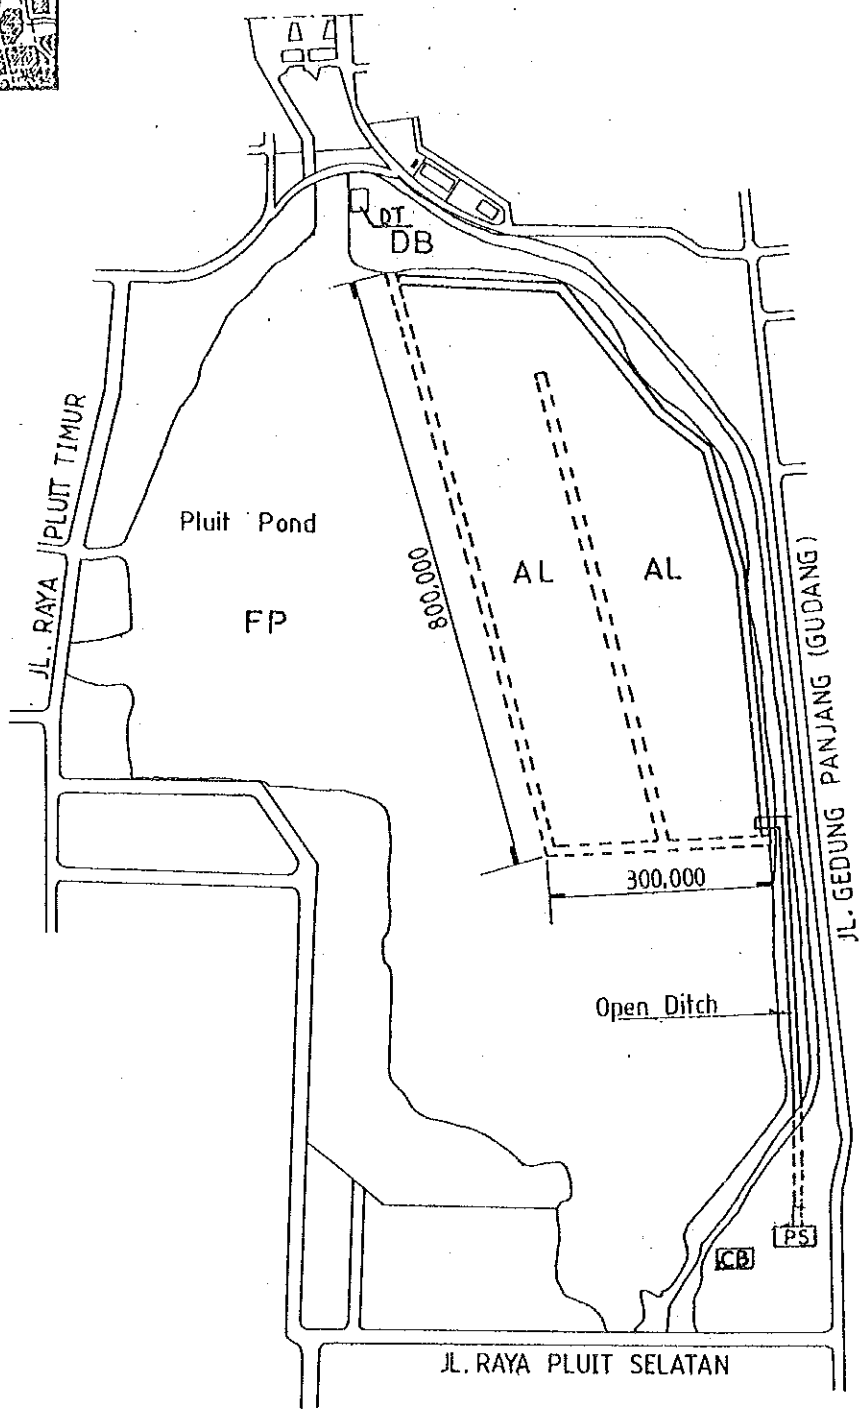 DT
DB
JL. RAYA PLUIT TIMUR
Pluit Pond
FP
800,000
AL
AL
JL. GEDUNG PANJANG (GUDANG)
300,000
Open Ditch
PS
CB
JL. RAYA PLUIT SELATAN